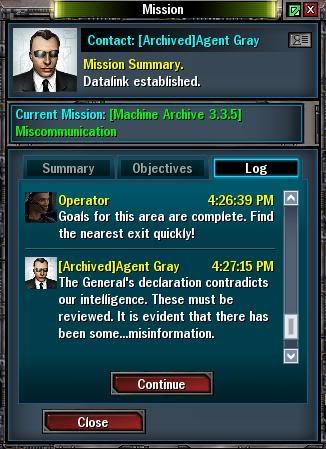 Mission
Contact: [Archived]Agent Gray
Mission Summary.
Datalink established.
Current Mission: [Machine Archive 3.3.5]
Miscommunication
Summary
Objectives
Log
Operator 4:26:39 PM
Goals for this area are complete. Find
the nearest exit quickly!
[Archived]Agent Gray 4:27:15 PM
The General's declaration contradicts
our intelligence. These must be
reviewed. It is evident that there has
been some...misinformation.
Continue
Close